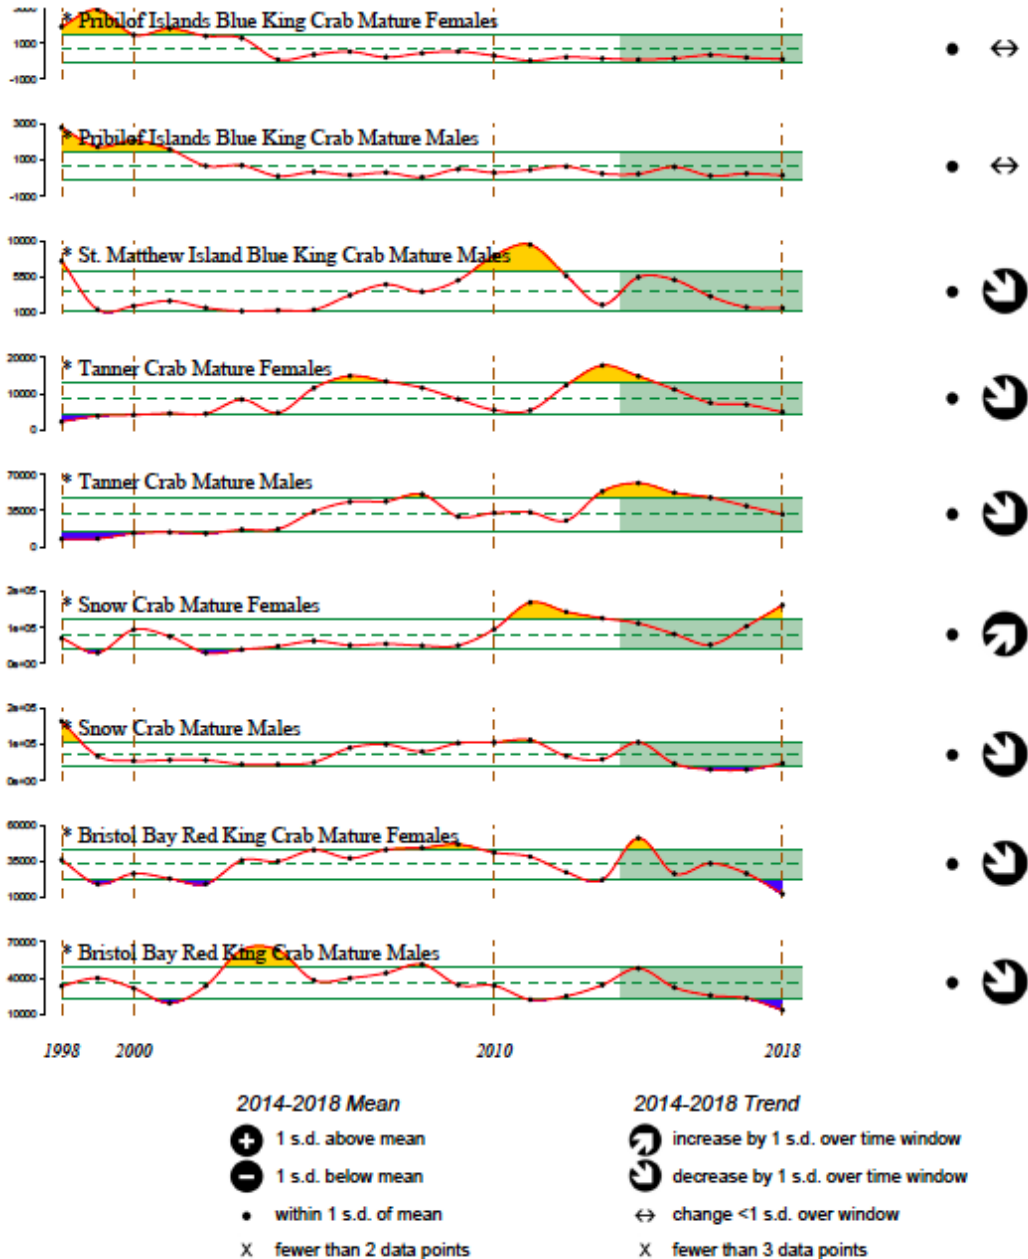 3000
* Pribilof Islands Blue King Crab Mature Females
1000
-1000
3000
* Pribilof Islands Blue King Crab Mature Males
1000
-1000
10000
* St. Matthew Island Blue King Crab Mature Males
5500
1000
20000
* Tanner Crab Mature Females
10000
0
70000
* Tanner Crab Mature Males
35000
0
2e+05
* Snow Crab Mature Females
1e+05
0e+00
2e+05
* Snow Crab Mature Males
1e+05
0e+00
60000
* Bristol Bay Red King Crab Mature Females
35000
10000
70000
* Bristol Bay Red King Crab Mature Males
40000
10000
1998 2000 2010 2018
2014-2018 Mean 2014-2018 Trend
1 s.d. above mean increase by 1 s.d. over time window
1 s.d. below mean decrease by 1 s.d. over time window
within 1 s.d. of mean change <1 s.d. over window
X fewer than 2 data points X fewer than 3 data points